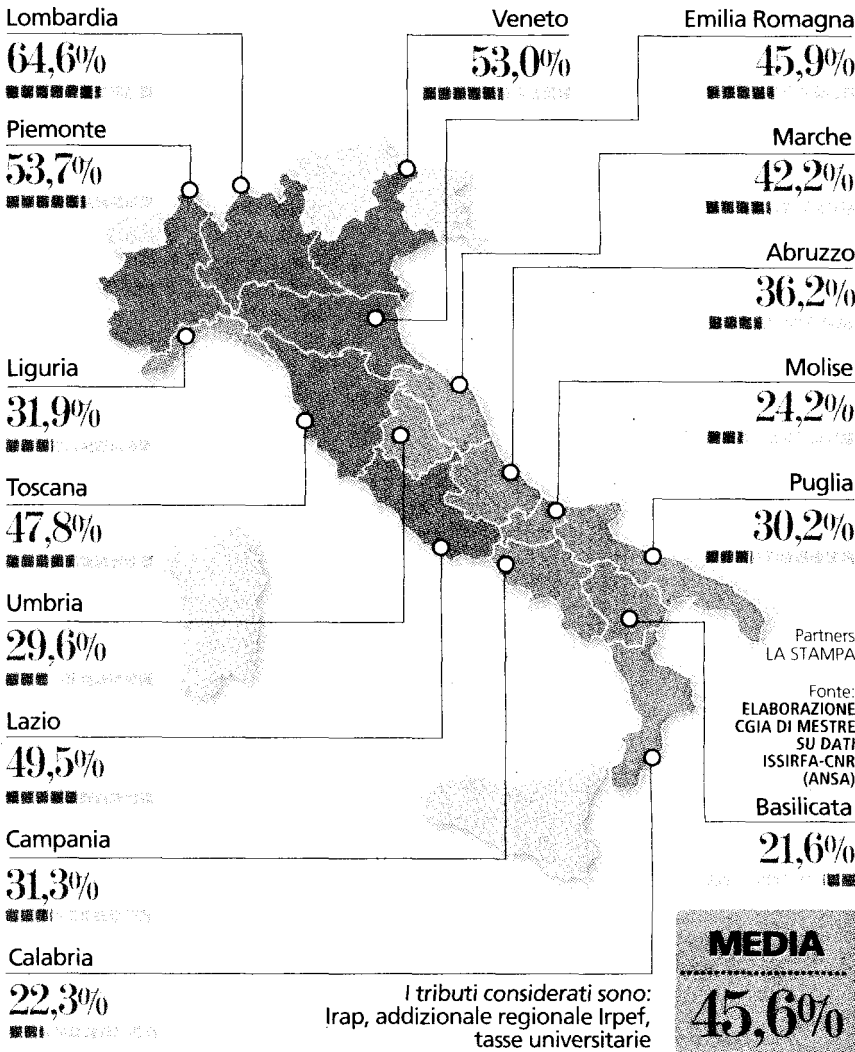 Lombardia
64,6%
Piemonte
53,7%
Liguria
31,9%
Toscana
47,8%
Umbria
29,6%
Lazio
49,5%
Campania
31,3%
Calabria
22,3%
Veneto
53,0%
Emilia Romagna
45,9%
Marche
42,2%
Abruzzo
36,2%
Molise
24,2%
Puglia
30,2%
Partners
LA STAMPA
Fonte:
ELABORAZIONE
CGIA DI MESTRE
SU DATI
ISSIRFA-CNR
(ANSA)
Basilicata
21,6%
MEDIA
45,6%
I tributi considerati sono:
Irap, addizionale regionale Irpef,
tasse universitarie